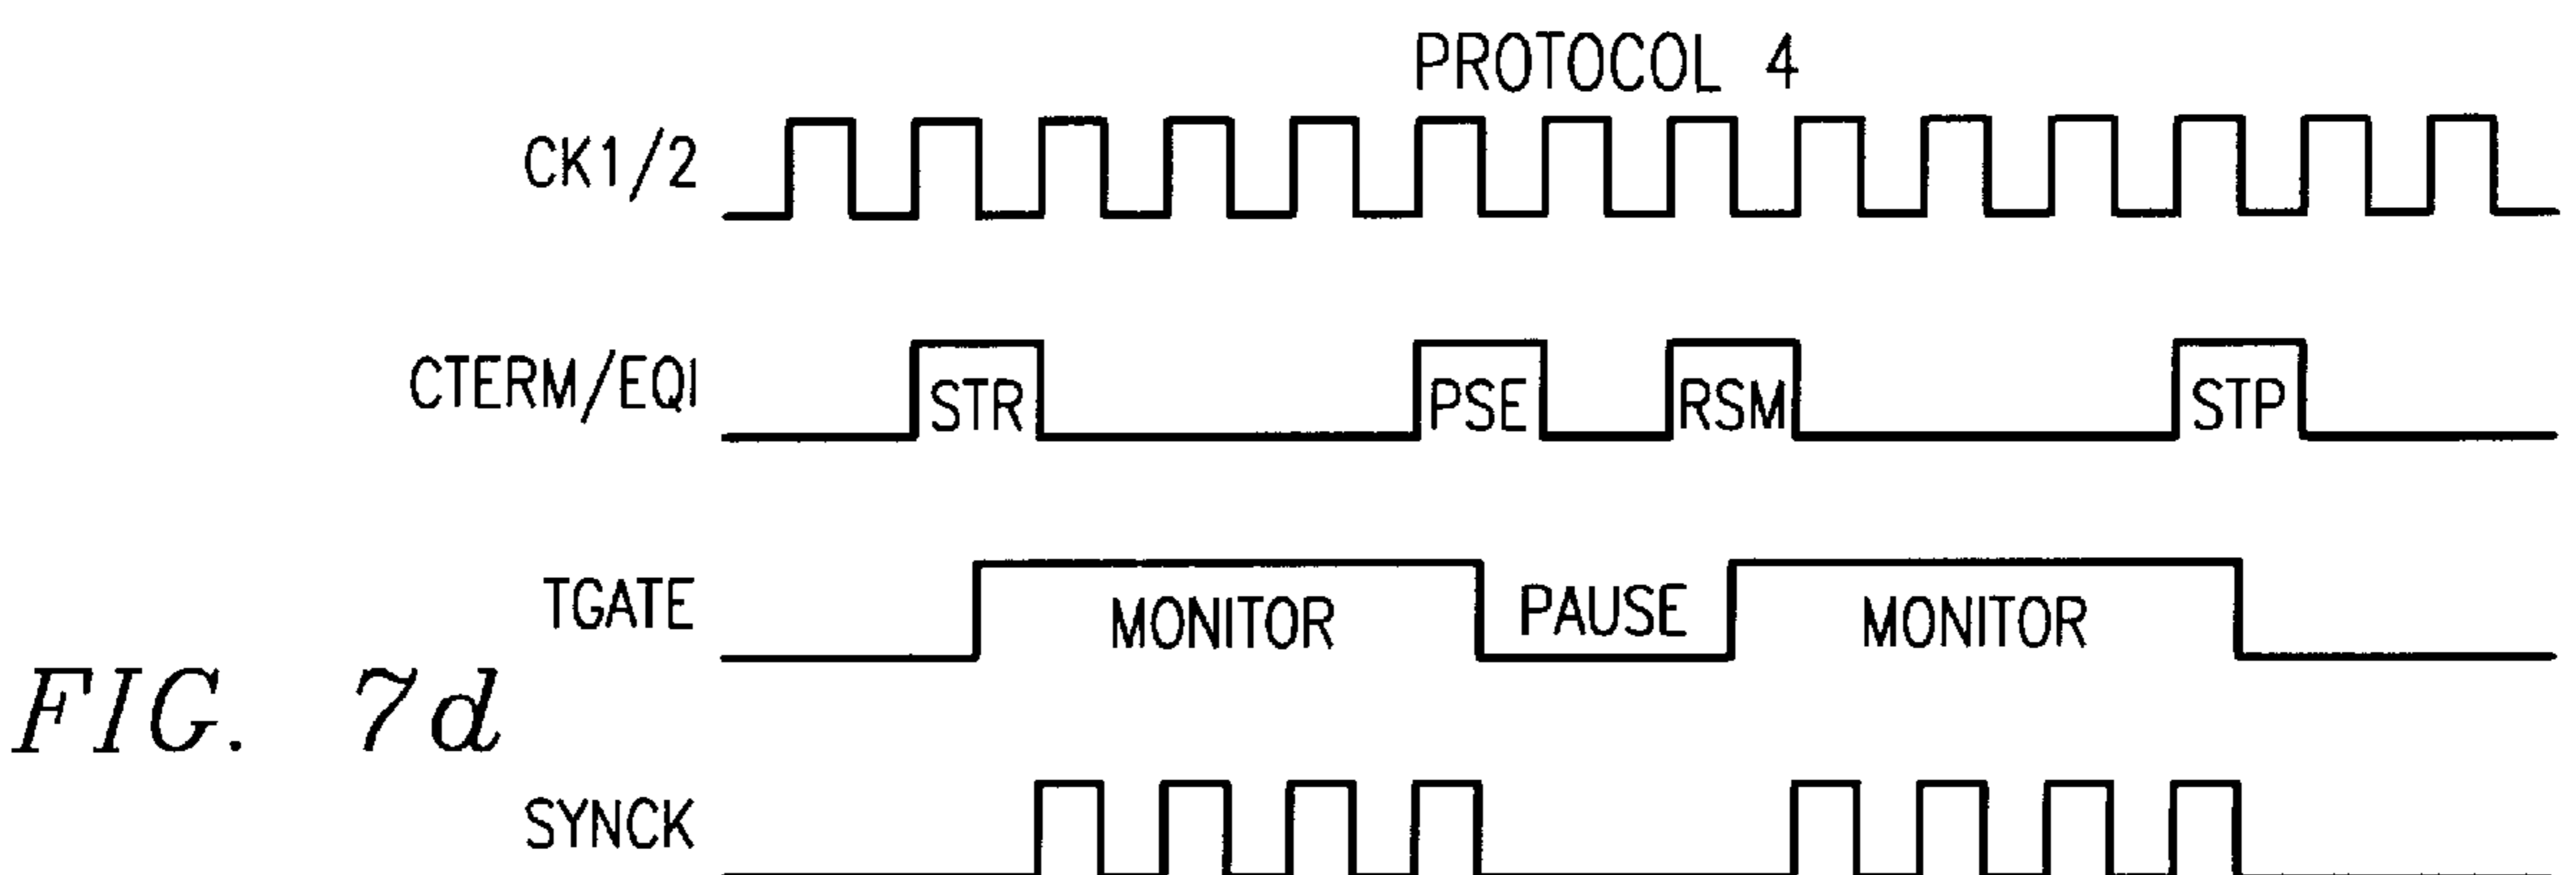 PROTOCOL 4
CK1/2
CTERM/EQI
STR
PSE
RSM
STP
TGATE
MONITOR
PAUSE
MONITOR
FIG. 7d
SYNCK